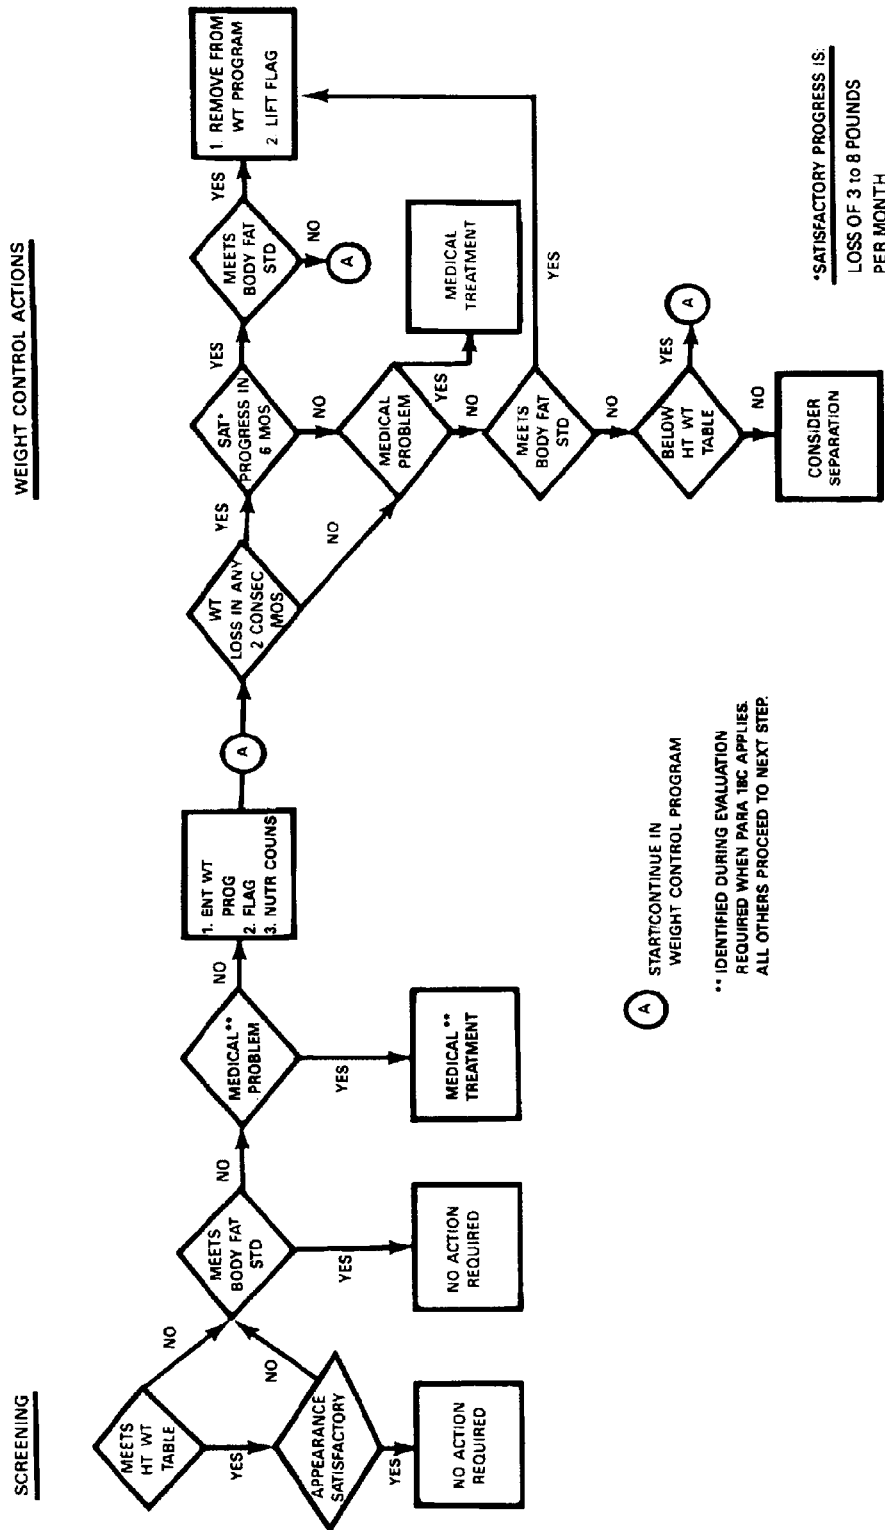 SCREENING
WEIGHT CONTROL ACTIONS
MEETS
HT WT
TABLE
NO
YES
APPEARANCE
SATISFACTORY
NO
YES
NO ACTION
REQUIRED
MEETS
BODY FAT
STD
NO
YES
NO ACTION
REQUIRED
MEDICAL**
PROBLEM
NO
YES
MEDICAL**
TREATMENT
1. ENT WT
PROG
2. FLAG
3. NUTR COUNS
A
WT
LOSS IN ANY
2 CONSEC
MOS
YES
NO
SAT*
PROGRESS IN
6 MOS
YES
NO
MEETS
BODY FAT
STD
YES
NO
A
1. REMOVE FROM
WT PROGRAM
2. LIFT FLAG
MEDICAL
PROBLEM
YES
NO
MEDICAL
TREATMENT
MEETS
BODY FAT
STD
YES
NO
BELOW
HT WT
TABLE
YES
A
NO
CONSIDER
SEPARATION
A START/CONTINUE IN
WEIGHT CONTROL PROGRAM
** IDENTIFIED DURING EVALUATION
REQUIRED WHEN PARA 18C APPLIES.
ALL OTHERS PROCEED TO NEXT STEP.
*SATISFACTORY PROGRESS IS:
LOSS OF 3 to 8 POUNDS
PER MONTH